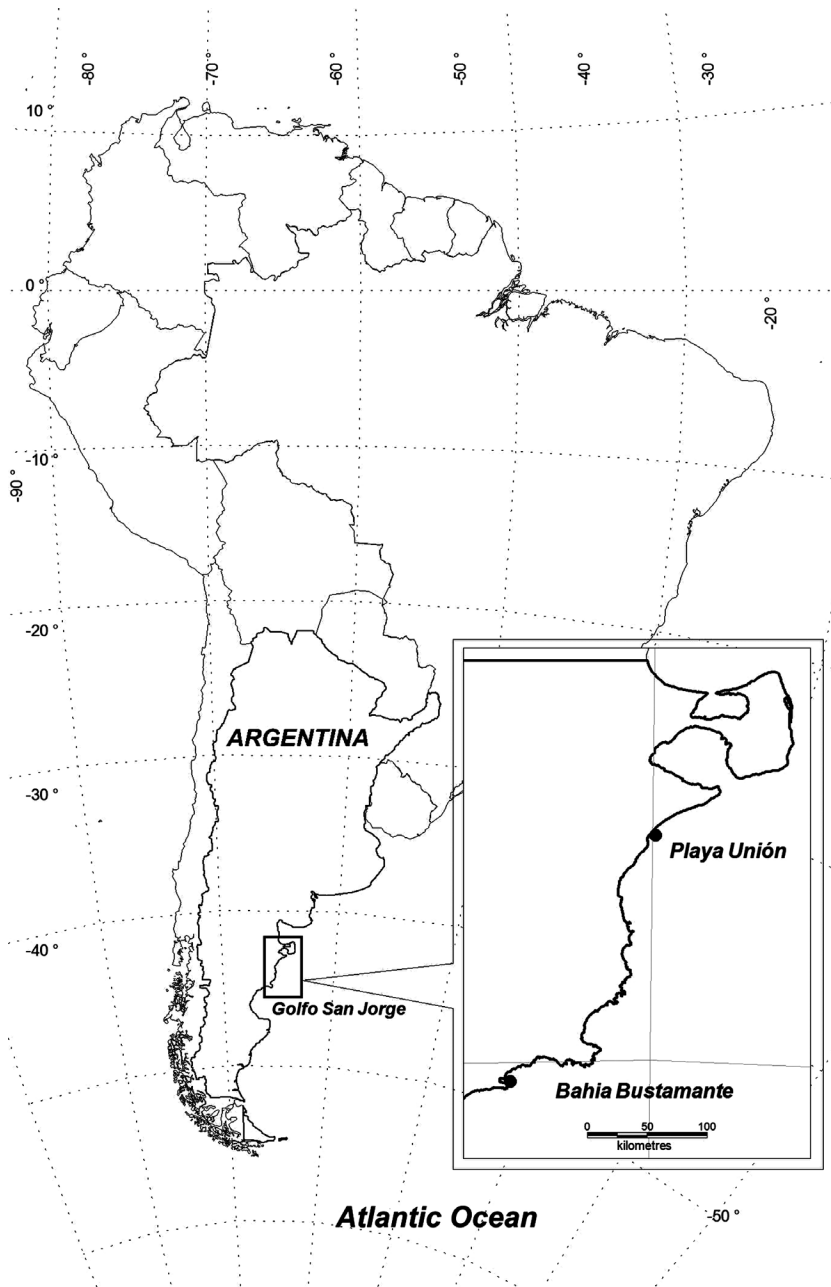 -80 °
-70 °
-60 °
-50 °
-40 °
-30 °
10 °
0 °
-20 °
-10 °
-90 °
-20 °
ARGENTINA
-30 °
Playa Unión
-40 °
Golfo San Jorge
Bahia Bustamante
0 50 100
kilometres
Atlantic Ocean
-50 °